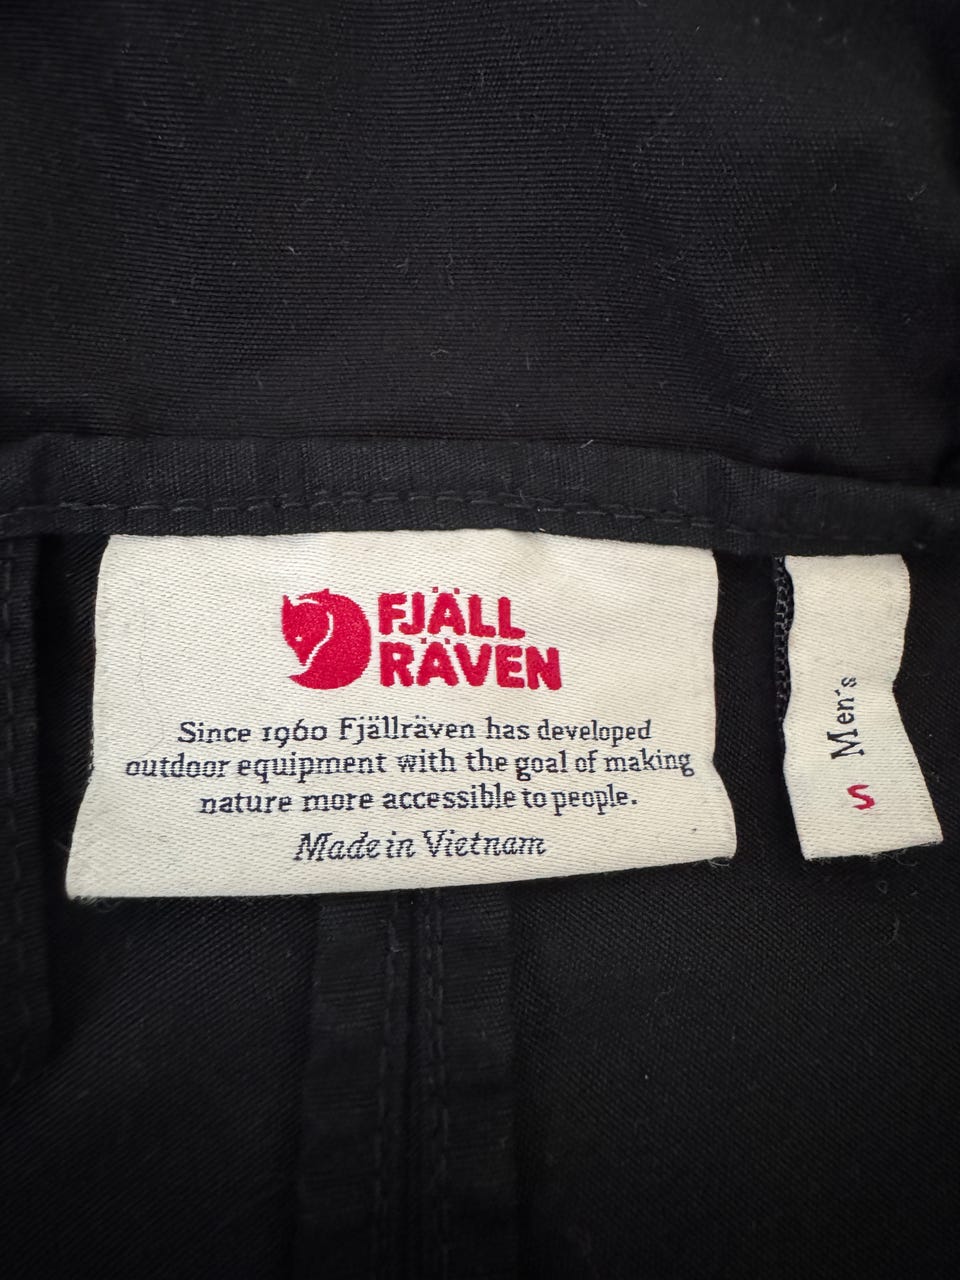 FJÄLL
RÄVEN
Since 1960 Fjällräven has developed
outdoor equipment with the goal of making
nature more accessible to people.
Made in Vietnam
Men's
S